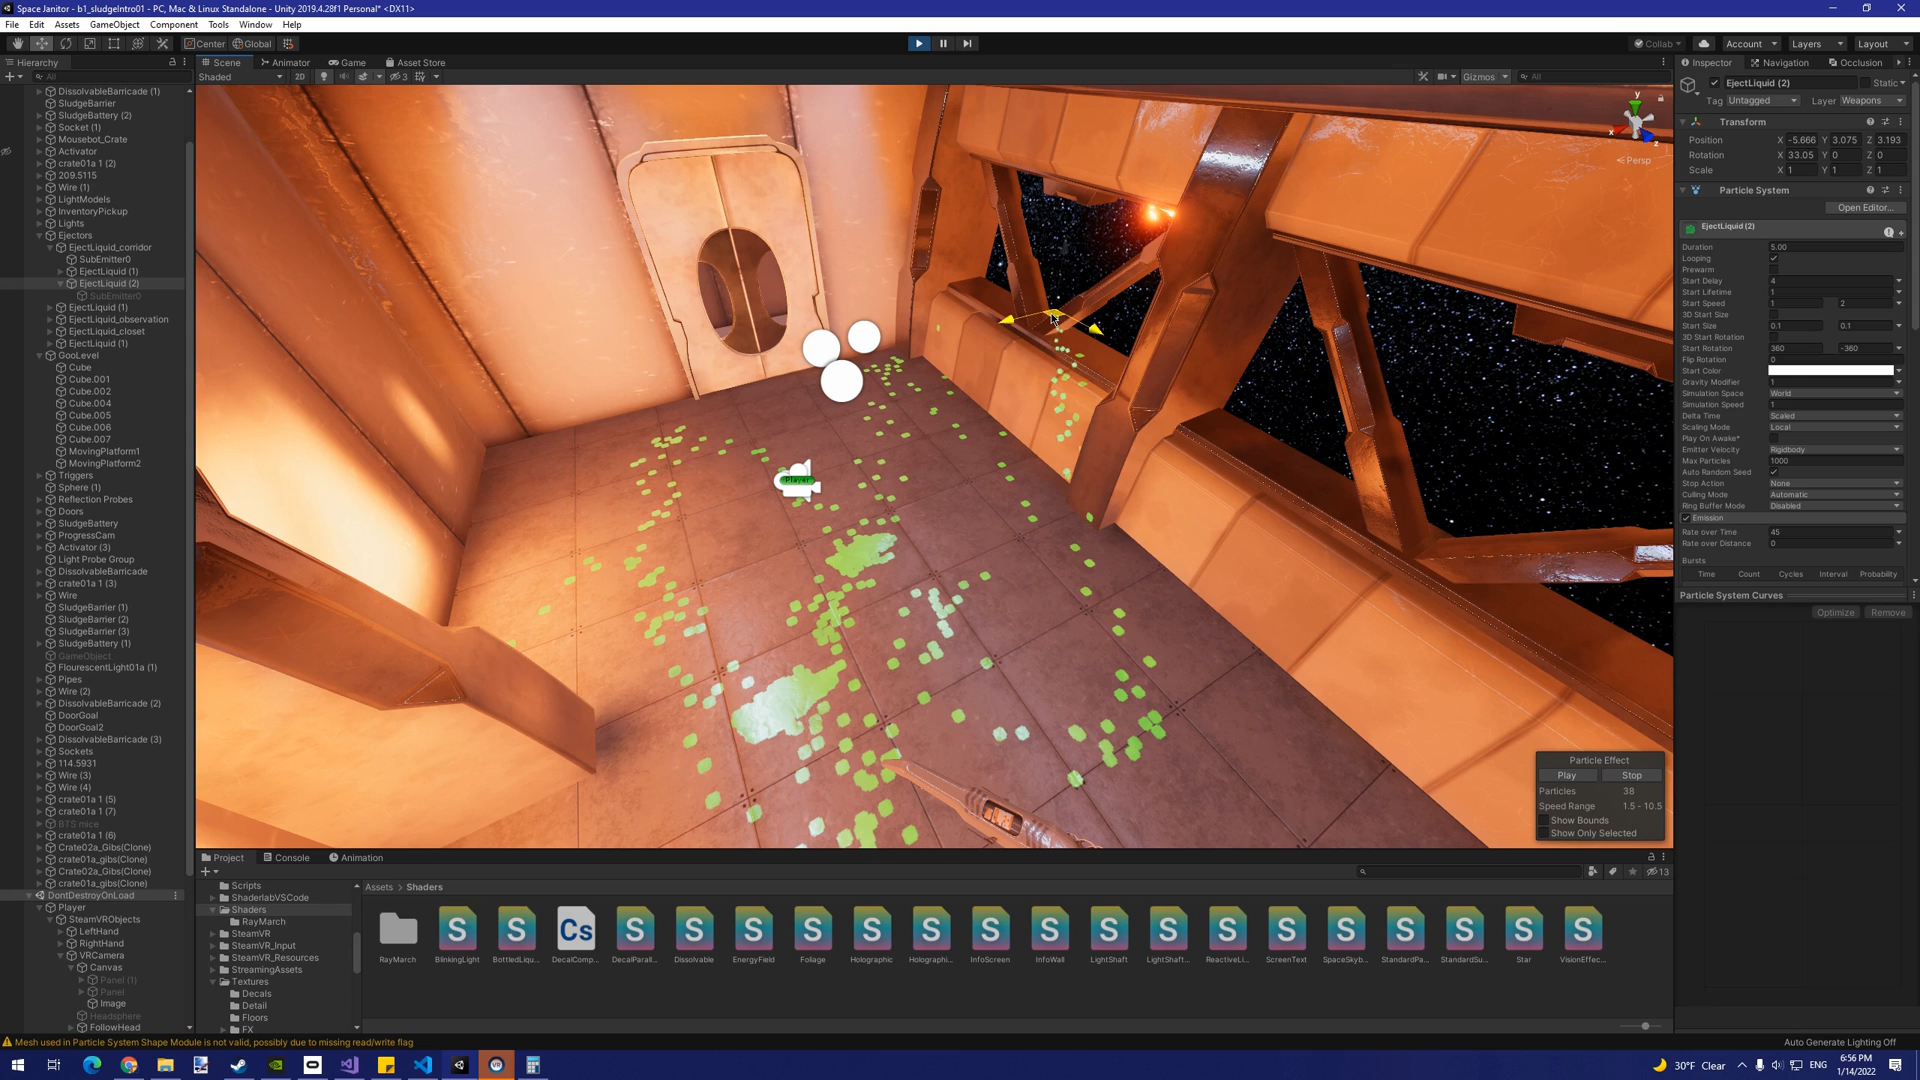 Space Janitor - b1_sludgeIntro01 - PC, Mac & Linux Standalone - Unity 2019.4.28f1 Personal* <DX11>
File Edit Assets GameObject Component Tools Window Help
Center Global
Collab Account Layers Layout
Hierarchy
All
DissolvableBarricade (1)
SludgeBarrier
SludgeBattery (2)
Socket (1)
Mousebot_Crate
Activator
crate01a 1 (2)
209.5115
Wire (1)
LightModels
InventoryPickup
Lights
Ejectors
EjectLiquid_corridor
SubEmitter0
EjectLiquid (1)
EjectLiquid (2)
SubEmitter0
EjectLiquid (1)
EjectLiquid_observation
EjectLiquid_closet
EjectLiquid (1)
GooLevel
Cube
Cube.001
Cube.002
Cube.004
Cube.005
Cube.006
Cube.007
MovingPlatform1
MovingPlatform2
Triggers
Sphere (1)
Reflection Probes
Doors
SludgeBattery
ProgressCam
Activator (3)
Light Probe Group
DissolvableBarricade
crate01a 1 (3)
Wire
SludgeBarrier (1)
SludgeBarrier (2)
SludgeBarrier (3)
SludgeBattery (1)
GameObject
FlourescentLight01a (1)
Pipes
Wire (2)
DissolvableBarricade (2)
DoorGoal
DoorGoal2
DissolvableBarricade (3)
Sockets
114.5931
Wire (3)
Wire (4)
crate01a 1 (5)
crate01a 1 (7)
BTS mice
crate01a 1 (6)
Crate02a_Gibs(Clone)
crate01a_gibs(Clone)
Crate02a_Gibs(Clone)
crate01a_gibs(Clone)
DontDestroyOnLoad
Player
SteamVRObjects
LeftHand
RightHand
VRCamera
Canvas
Panel (1)
Panel
Image
Headsphere
FollowHead
Scene Animator Game Asset Store
Shaded 2D 3 Gizmos All
y
x
z
Persp
Player
Particle Effect
Play Stop
Particles 38
Speed Range 1.5 - 10.5
Show Bounds
Show Only Selected
Inspector Navigation Occlusion
EjectLiquid (2) Static
Tag Untagged Layer Weapons
Transform
Position X -5.666 Y 3.075 Z 3.193
Rotation X 33.05 Y 0 Z 0
Scale X 1 Y 1 Z 1
Particle System
Open Editor...
EjectLiquid (2)
Duration 5.00
Looping
Prewarm
Start Delay 4
Start Lifetime 1
Start Speed 1 2
3D Start Size
Start Size 0.1 0.1
3D Start Rotation
Start Rotation 360 -360
Flip Rotation 0
Start Color
Gravity Modifier 1
Simulation Space World
Simulation Speed 1
Delta Time Scaled
Scaling Mode Local
Play On Awake*
Emitter Velocity Rigidbody
Max Particles 1000
Auto Random Seed
Stop Action None
Culling Mode Automatic
Ring Buffer Mode Disabled
Emission
Rate over Time 45
Rate over Distance 0
Bursts
Time Count Cycles Interval Probability
Particle System Curves
Optimize Remove
Project Console Animation
13
Scripts
ShaderlabVSCode
Shaders
RayMarch
SteamVR
SteamVR_Input
SteamVR_Resources
StreamingAssets
Textures
Decals
Detail
Floors
FX
Assets > Shaders
RayMarch BlinkingLight BottledLiqu... DecalComp... DecalParall... Dissolvable EnergyField Foliage Holographic Holographi... InfoScreen InfoWall LightShaft LightShaft... ReactiveLi... ScreenText SpaceSkyb... StandardPa... StandardSu... Star VisionEffec...
Mesh used in Particle System Shape Module is not valid, possibly due to missing read/write flag
Auto Generate Lighting Off
30°F Clear ENG
6:56 PM
1/14/2022